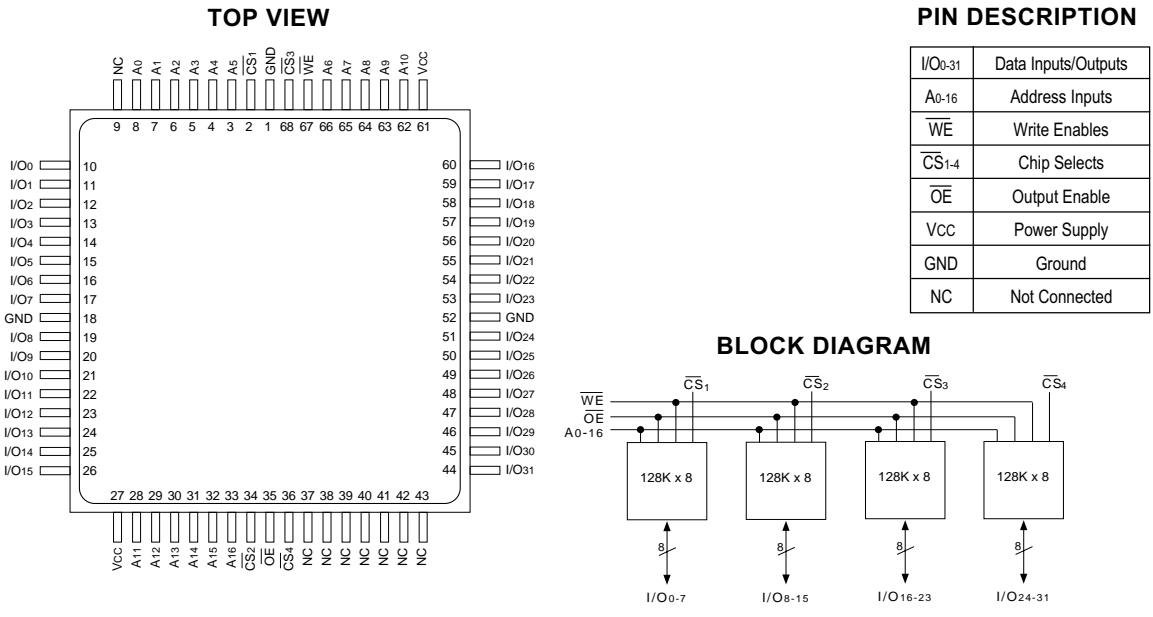 TOP VIEW
NC A0 A1 A2 A3 A4 A5 CS1 GND CS3 WE A6 A7 A8 A9 A10 VCC
9 8 7 6 5 4 3 2 1 68 67 66 65 64 63 62 61
I/O0 10 60 I/O16
I/O1 11 59 I/O17
I/O2 12 58 I/O18
I/O3 13 57 I/O19
I/O4 14 56 I/O20
I/O5 15 55 I/O21
I/O6 16 54 I/O22
I/O7 17 53 I/O23
GND 18 52 GND
I/O8 19 51 I/O24
I/O9 20 50 I/O25
I/O10 21 49 I/O26
I/O11 22 48 I/O27
I/O12 23 47 I/O28
I/O13 24 46 I/O29
I/O14 25 45 I/O30
I/O15 26 44 I/O31
27 28 29 30 31 32 33 34 35 36 37 38 39 40 41 42 43
VCC A11 A12 A13 A14 A15 A16 CS2 OE CS4 NC NC NC NC NC NC NC
PIN DESCRIPTION
I/O0-31 Data Inputs/Outputs
A0-16 Address Inputs
WE Write Enables
CS1-4 Chip Selects
OE Output Enable
VCC Power Supply
GND Ground
NC Not Connected
BLOCK DIAGRAM
CS1 CS2 CS3 CS4
WE
OE
A0-16
128K x 8 128K x 8 128K x 8 128K x 8
8 8 8 8
I/O0-7 I/O8-15 I/O16-23 I/O24-31